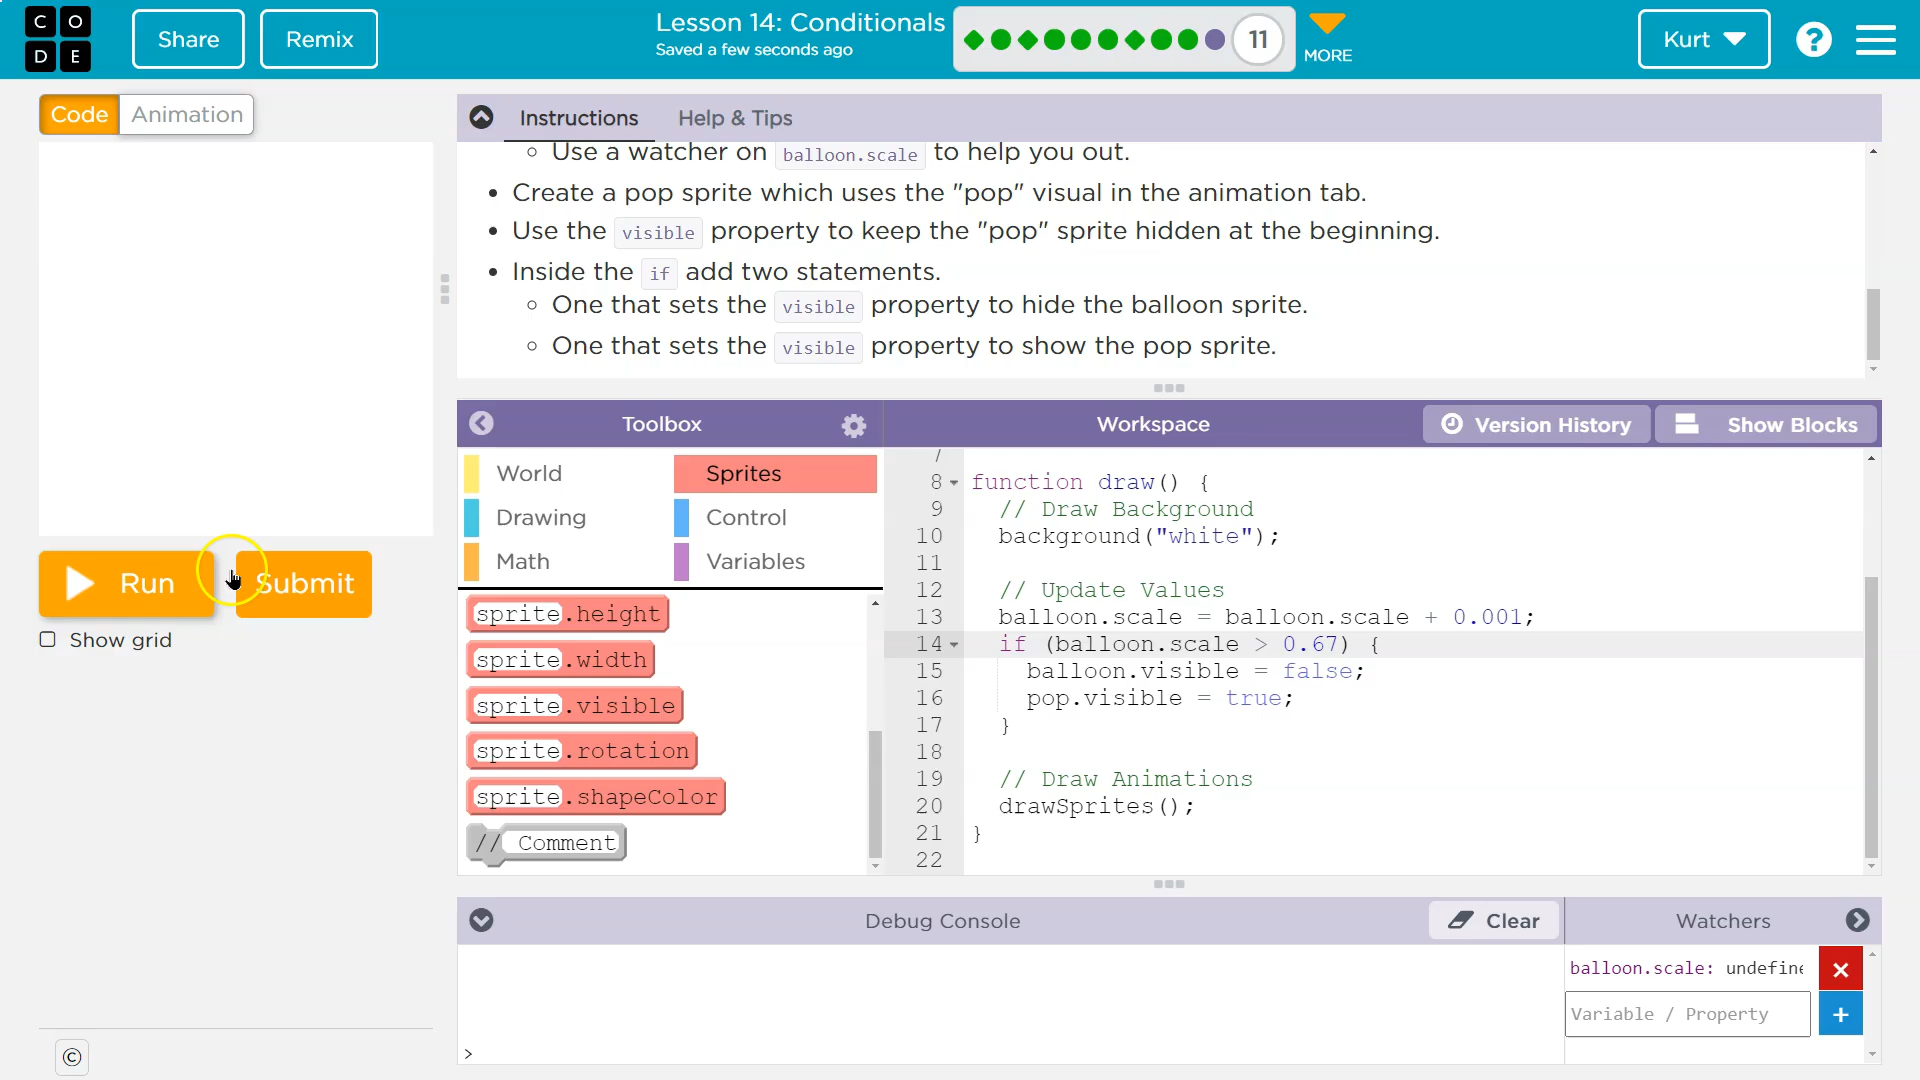 C O
D E
Share
Remix
Lesson 14: Conditionals
Saved a few seconds ago
11
MORE
Kurt
?
Code
Animation
Instructions
Help & Tips
Use a watcher on balloon.scale to help you out.
Create a pop sprite which uses the "pop" visual in the animation tab.
Use the visible property to keep the "pop" sprite hidden at the beginning.
Inside the if add two statements.
One that sets the visible property to hide the balloon sprite.
One that sets the visible property to show the pop sprite.
Run
Submit
Show grid
Toolbox
World
Sprites
Drawing
Control
Math
Variables
sprite.height
sprite.width
sprite.visible
sprite.rotation
sprite.shapeColor
// Comment
Workspace
Version History
Show Blocks
7
8 function draw() {
9 // Draw Background
10 background("white");
11
12 // Update Values
13 balloon.scale = balloon.scale + 0.001;
14 if (balloon.scale > 0.67) {
15 balloon.visible = false;
16 pop.visible = true;
17 }
18
19 // Draw Animations
20 drawSprites();
21 }
22
Debug Console
Clear
Watchers
balloon.scale: undefine
Variable / Property
>
©